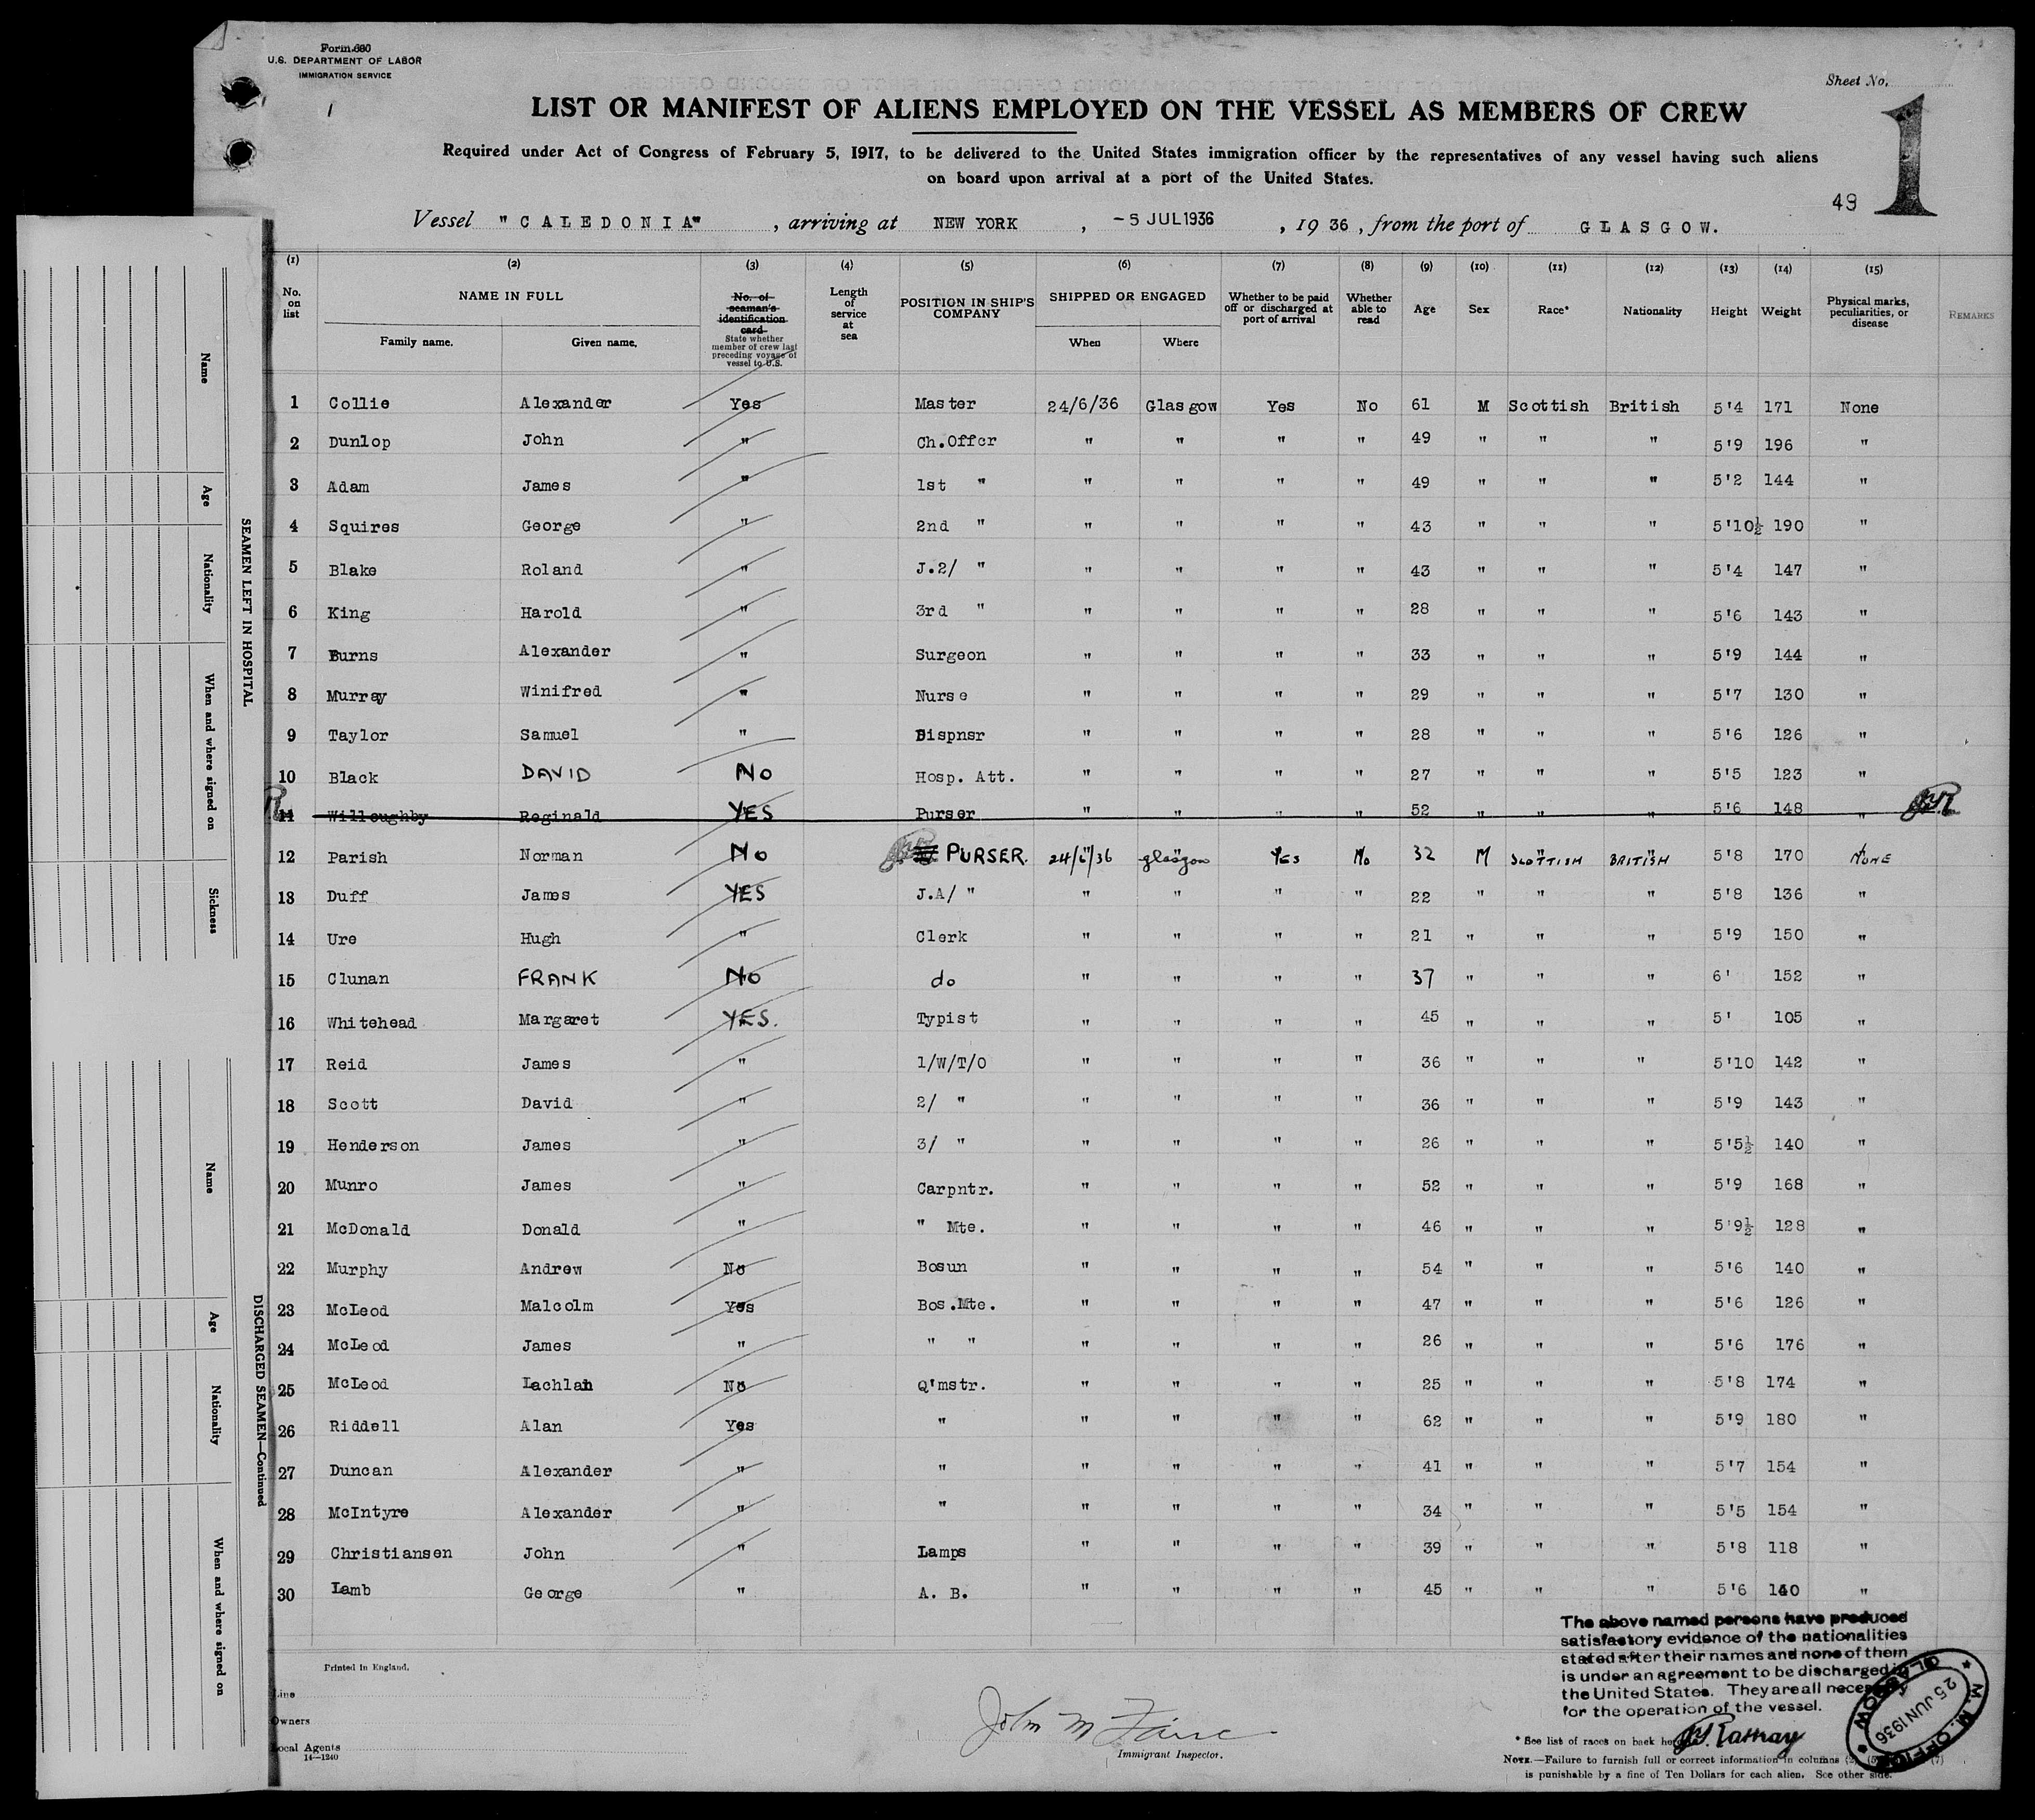 Form 680
U.S. DEPARTMENT OF LABOR
IMMIGRATION SERVICE
Sheet No.
1
1
LIST OR MANIFEST OF ALIENS EMPLOYED ON THE VESSEL AS MEMBERS OF CREW
Required under Act of Congress of February 5, 1917, to be delivered to the United States immigration officer by the representatives of any vessel having such aliens
on board upon arrival at a port of the United States.
49
Vessel "CALEDONIA" , arriving at NEW YORK , -5 JUL 1936 , 1936, from the port of GLASGOW.
(1) (2) (3) (4) (5) (6) (7) (8) (9) (10) (11) (12) (13) (14) (15)
No. on list NAME IN FULL Family name. Given name. No. of seaman's identification card State whether member of crew last preceding voyage of vessel to U.S. Length of service at sea POSITION IN SHIP'S COMPANY SHIPPED OR ENGAGED When Where Whether to be paid off or discharged at port of arrival Whether able to read Age Sex Race* Nationality Height Weight Physical marks, peculiarities, or disease REMARKS
1 Collie Alexander Yes Master 24/6/36 Glasgow Yes No 61 M Scottish British 5'4 171 None
2 Dunlop John " Ch.Offcr " " " " 49 " " " 5'9 196 "
3 Adam James " 1st " " " " " 49 " " " 5'2 144 "
4 Squires George " 2nd " " " " " 43 " " " 5'10½ 190 "
5 Blake Roland " J.2/ " " " " " 43 " " " 5'4 147 "
6 King Harold " 3rd " " " " " 28 " " " 5'6 143 "
7 Burns Alexander " Surgeon " " " " 33 " " " 5'9 144 "
8 Murray Winifred " Nurse " " " " 29 " " " 5'7 130 "
9 Taylor Samuel " Dispnsr " " " " 28 " " " 5'6 126 "
10 Black DAVID No Hosp. Att. " " " " 27 " " " 5'5 123 "
11 Willoughby Reginald YES Purser " " " " 52 " " " 5'6 148 "
12 Parish Norman No PURSER. 24/6/36 glasgow YES No 32 M SCOTTISH BRITISH 5'8 170 NONE
13 Duff James YES J.A/ " " " " " 22 " " " 5'8 136 "
14 Ure Hugh " Clerk " " " " 21 " " " 5'9 150 "
15 Clunan FRANK No do " " " " 37 " " " 6' 152 "
16 Whitehead Margaret YES. Typist " " " " 45 " " " 5' 105 "
17 Reid James " 1/W/T/O " " " " 36 " " " 5'10 142 "
18 Scott David " 2/ " " " " " 36 " " " 5'9 143 "
19 Henderson James " 3/ " " " " " 26 " " " 5'5½ 140 "
20 Munro James " Carpntr. " " " " 52 " " " 5'9 168 "
21 McDonald Donald " " Mte. " " " " 46 " " " 5'9½ 128 "
22 Murphy Andrew No Bosun " " " " 54 " " " 5'6 140 "
23 McLeod Malcolm Yes Bos.Mte. " " " " 47 " " " 5'6 126 "
24 McLeod James " " " " " " " 26 " " " 5'6 176 "
25 McLeod Lachlan No Q'mstr. " " " " 25 " " " 5'8 174 "
26 Riddell Alan Yes " " " " " 62 " " " 5'9 180 "
27 Duncan Alexander " " " " " " 41 " " " 5'7 154 "
28 McIntyre Alexander " " " " " " 34 " " " 5'5 154 "
29 Christiansen John " Lamps " " " " 39 " " " 5'8 118 "
30 Lamb George " A. B. " " " " 45 " " " 5'6 "
The above named persons have produced
satisfactory evidence of the nationalities
stated after their names and none of them
is under an agreement to be discharged in
the United States. They are all necessary
for the operation of the vessel.
Printed in England.
Line
Owners
Local Agents
14—1240
Immigrant Inspector.
M. M. OFFICE GLASGOW 25 JUN 1936
* See list of races on back hereof.
NOTE.—Failure to furnish full or correct information in columns (7)
is punishable by a fine of Ten Dollars for each alien. See other side.
SEAMEN LEFT IN HOSPITAL
Name
Age
Nationality
When and where signed on
Sickness
DISCHARGED SEAMEN—Continued
Name
Age
Nationality
When and where signed on